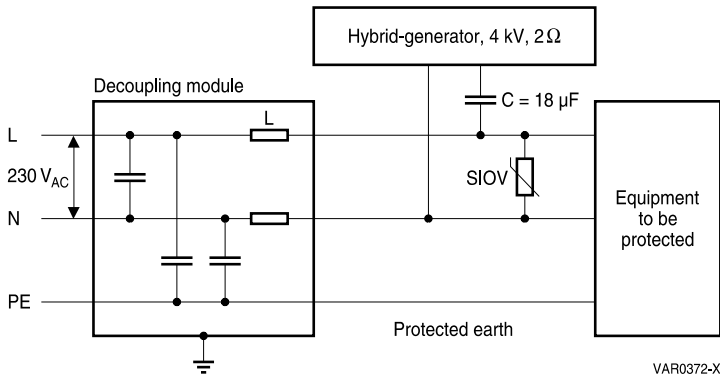 Hybrid-generator, 4 kV, 2 Ω
Decoupling module
C = 18 µF
L
L
230 VAC
SIOV
N
Equipment
to be
protected
PE
Protected earth
VAR0372-X